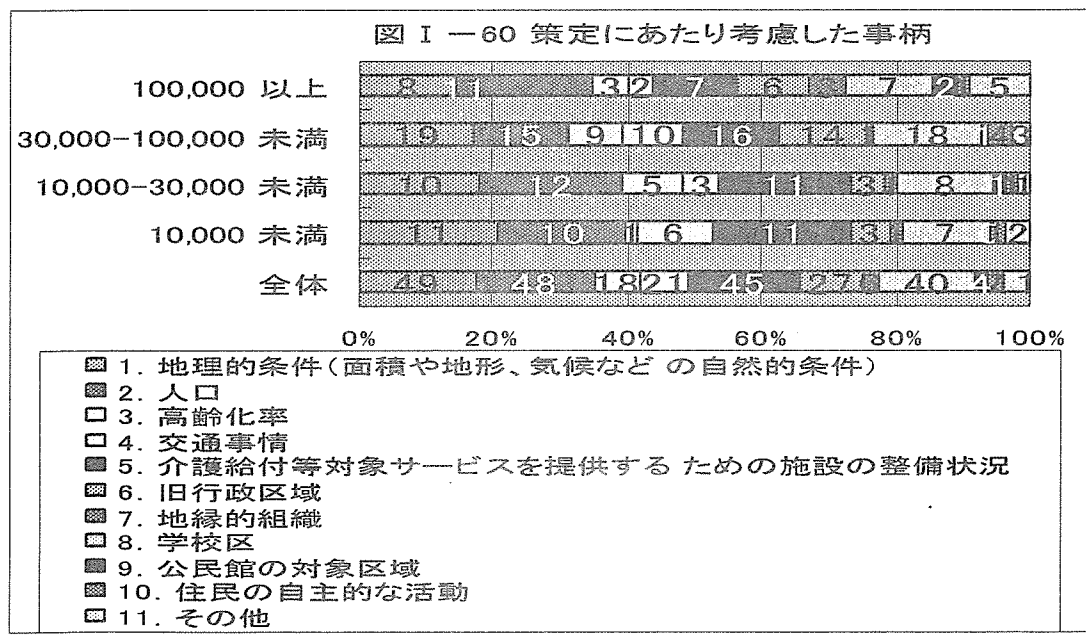 図 I －60 策定にあたり考慮した事柄
100,000 以上 8 11 3 2 7 6 7 2 5
30,000－100,000 未満 19 15 9 10 16 14 18 1 4 3
10,000－30,000 未満 10 12 5 3 11 3 8 1 1
10,000 未満 11 10 1 6 11 3 7 2
全体 49 48 18 21 45 27 40 4 1
0% 20% 40% 60% 80% 100%
1. 地理的条件(面積や地形、気候など の自然的条件)
2. 人口
3. 高齢化率
4. 交通事情
5. 介護給付等対象サービスを提供する ための施設の整備状況
6. 旧行政区域
7. 地縁的組織
8. 学校区
9. 公民館の対象区域
10. 住民の自主的な活動
11. その他